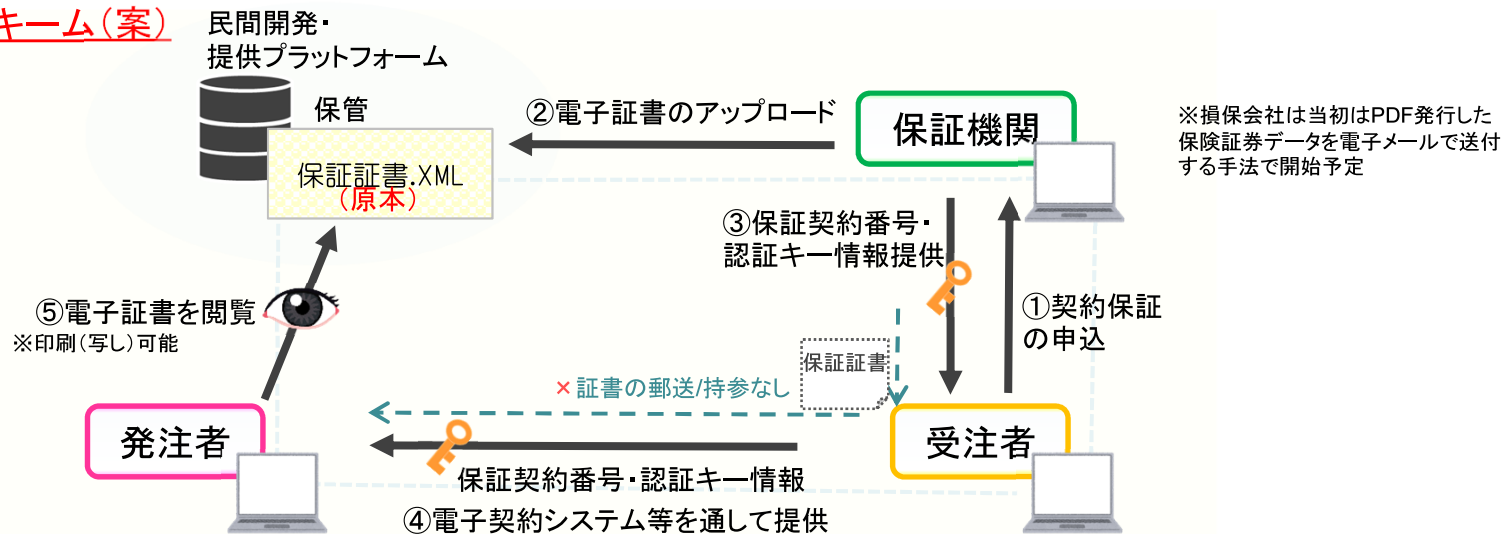 キーム（案）
民間開発・
提供プラットフォーム
保管
保証証書.XML
（原本）
②電子証書のアップロード
保証機関
※損保会社は当初はPDF発行した
保険証券データを電子メールで送付
する手法で開始予定
③保証契約番号・
認証キー情報提供
①契約保証
の申込
⑤電子証書を閲覧
※印刷（写し）可能
保証証書
×証書の郵送/持参なし
発注者
受注者
保証契約番号・認証キー情報
④電子契約システム等を通して提供